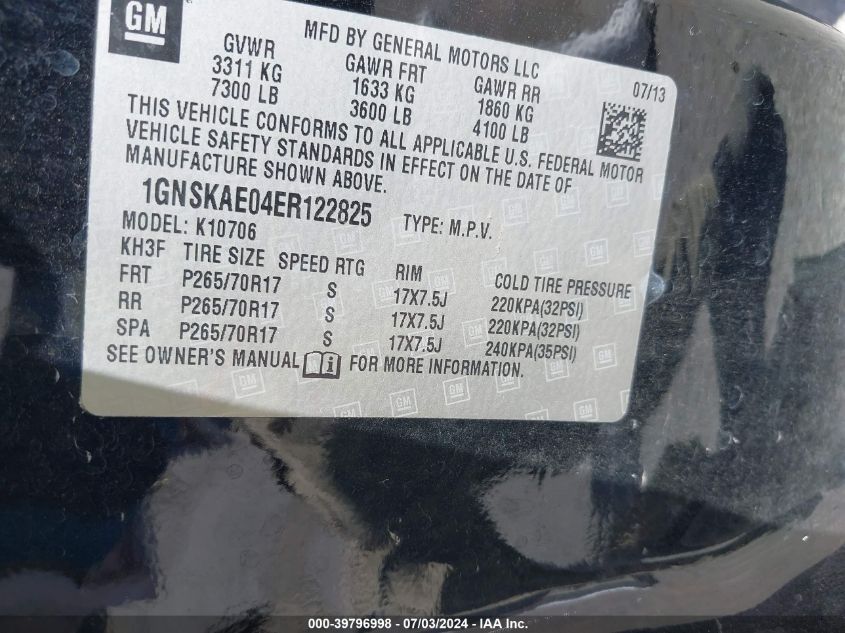 GM
MFD BY GENERAL MOTORS LLC
07/13
GVWR GAWR FRT GAWR RR
3311 KG 1633 KG 1860 KG
7300 LB 3600 LB 4100 LB
THIS VEHICLE CONFORMS TO ALL APPLICABLE U.S. FEDERAL MOTOR
VEHICLE SAFETY STANDARDS IN EFFECT ON THE DATE OF
MANUFACTURE SHOWN ABOVE.
1GNSKAE04ER122825 TYPE: M.P.V.
MODEL: K10706
KH3F TIRE SIZE SPEED RTG RIM COLD TIRE PRESSURE
FRT P265/70R17 S 17X7.5J 220KPA(32PSI)
RR P265/70R17 S 17X7.5J 220KPA(32PSI)
SPA P265/70R17 S 17X7.5J 240KPA(35PSI)
SEE OWNER'S MANUAL i FOR MORE INFORMATION.
000-39796998 - 07/03/2024 - IAA Inc.